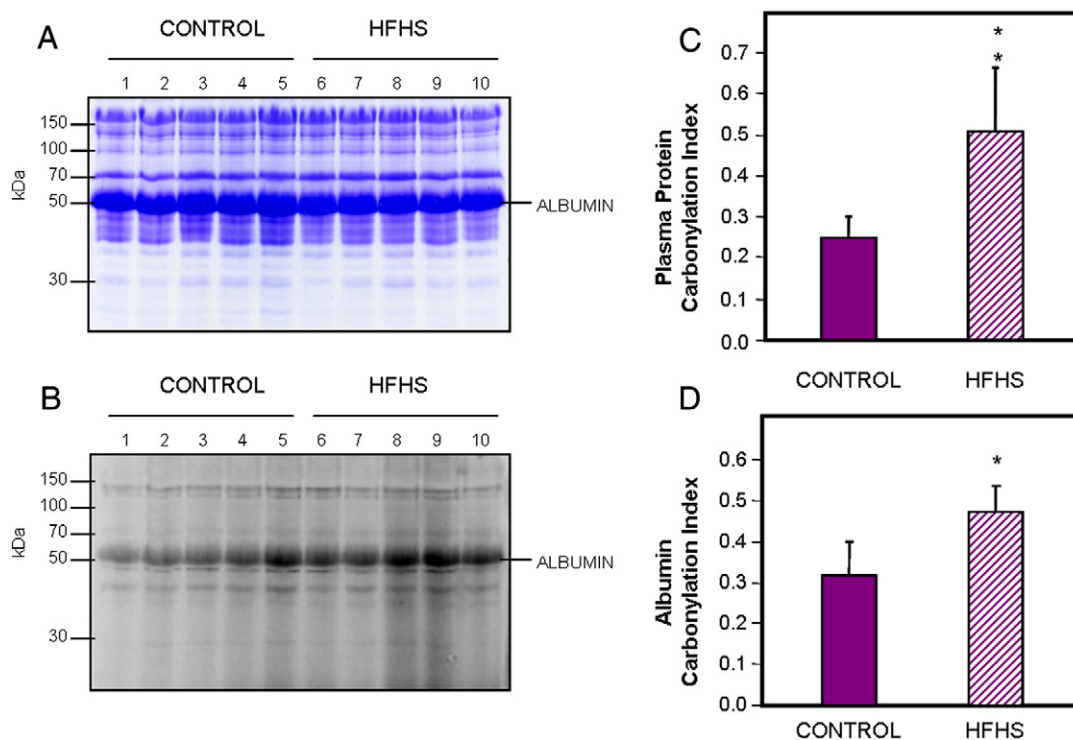 A
CONTROL HFHS
1 2 3 4 5 6 7 8 9 10
kDa
150
100
70
50
30
ALBUMIN
B
CONTROL HFHS
1 2 3 4 5 6 7 8 9 10
kDa
150
100
70
50
30
ALBUMIN
C
Plasma Protein
Carbonylation Index
0.7
0.6
0.5
0.4
0.3
0.2
0.1
0.0
*
*
CONTROL HFHS
D
Albumin
Carbonylation Index
0.6
0.5
0.4
0.3
0.2
0.1
0.0
*
CONTROL HFHS